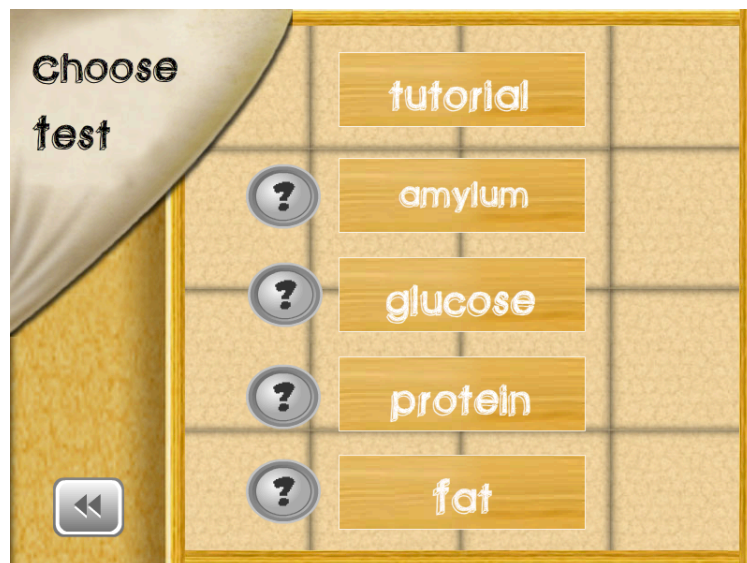 Choose
test
tutorial
?
amylum
?
glucose
?
protein
?
fat